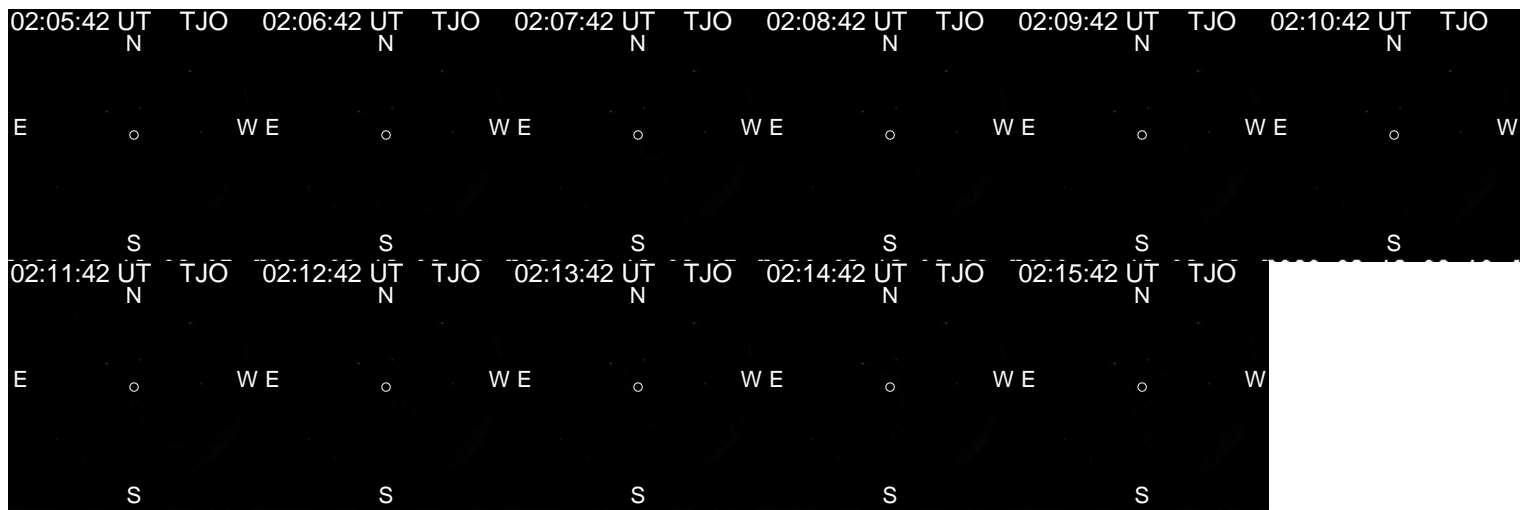 02:05:42 UT TJO 02:06:42 UT TJO 02:07:42 UT TJO 02:08:42 UT TJO 02:09:42 UT TJO 02:10:42 UT TJO
N N N N N N
E W E W E W E W E W E W
S S S S S S
02:11:42 UT TJO 02:12:42 UT TJO 02:13:42 UT TJO 02:14:42 UT TJO 02:15:42 UT TJO
N N N N N
E W E W E W E W E W
S S S S S